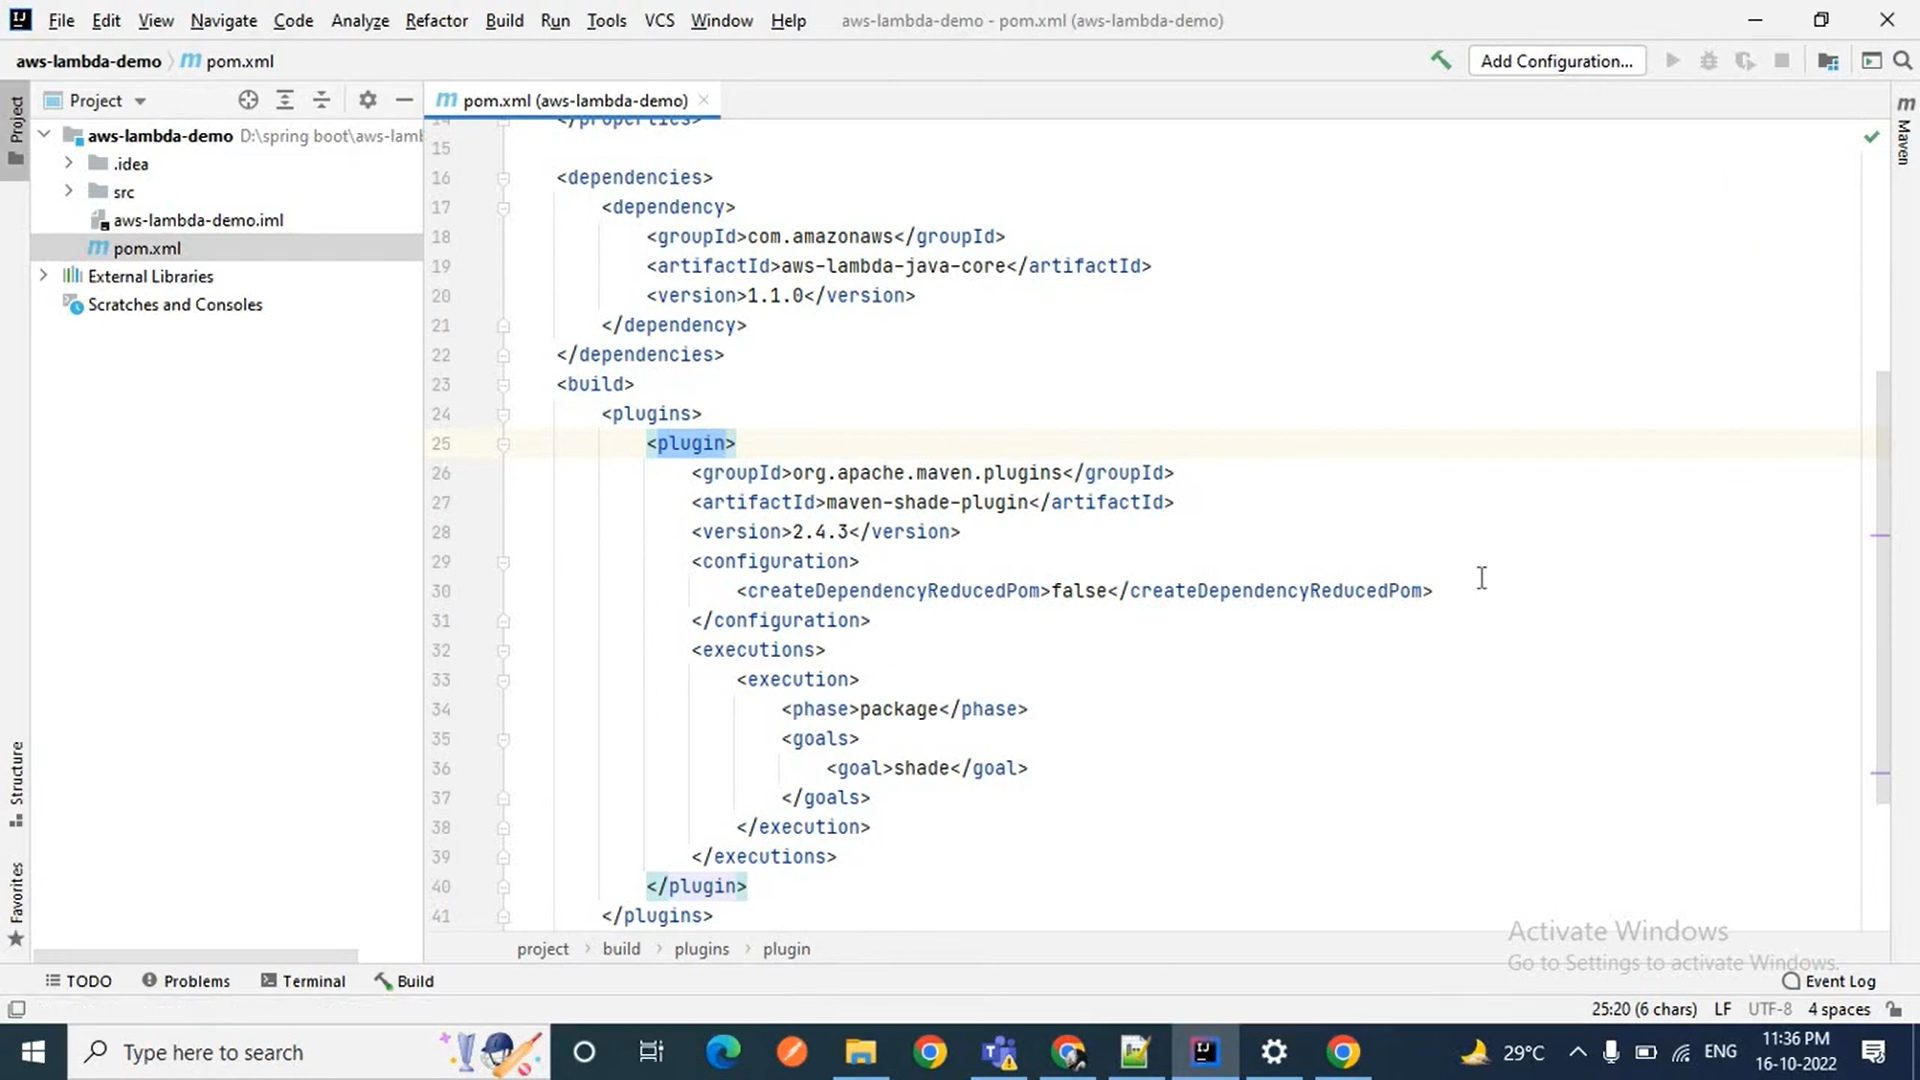 File Edit View Navigate Code Analyze Refactor Build Run Tools VCS Window Help aws-lambda-demo - pom.xml (aws-lambda-demo)
aws-lambda-demo pom.xml Add Configuration...
Project
pom.xml (aws-lambda-demo)
aws-lambda-demo D:\spring boot\aws-lamb
.idea
src
aws-lambda-demo.iml
pom.xml
External Libraries
Scratches and Consoles
Project
Structure
Favorites
Maven
14 </properties>
15
16 <dependencies>
17 <dependency>
18 <groupId>com.amazonaws</groupId>
19 <artifactId>aws-lambda-java-core</artifactId>
20 <version>1.1.0</version>
21 </dependency>
22 </dependencies>
23 <build>
24 <plugins>
25 <plugin>
26 <groupId>org.apache.maven.plugins</groupId>
27 <artifactId>maven-shade-plugin</artifactId>
28 <version>2.4.3</version>
29 <configuration>
30 <createDependencyReducedPom>false</createDependencyReducedPom>
31 </configuration>
32 <executions>
33 <execution>
34 <phase>package</phase>
35 <goals>
36 <goal>shade</goal>
37 </goals>
38 </execution>
39 </executions>
40 </plugin>
41 </plugins>
project build plugins plugin
Activate Windows
Go to Settings to activate Windows.
TODO Problems Terminal Build Event Log
25:20 (6 chars) LF UTF-8 4 spaces
Type here to search
29°C ENG
11:36 PM
16-10-2022